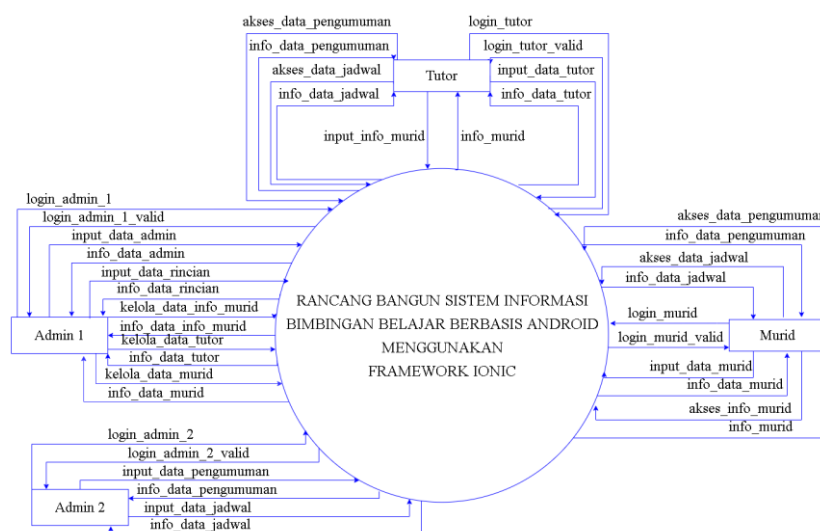 akses_data_pengumuman
info_data_pengumuman
akses_data_jadwal
info_data_jadwal
login_tutor
login_tutor_valid
input_data_tutor
info_data_tutor
Tutor
input_info_murid
info_murid
login_admin_1
login_admin_1_valid
input_data_admin
info_data_admin
input_data_rincian
info_data_rincian
kelola_data_info_murid
info_data_info_murid
kelola_data_tutor
info_data_tutor
kelola_data_murid
info_data_murid
Admin 1
RANCANG BANGUN SISTEM INFORMASI
BIMBINGAN BELAJAR BERBASIS ANDROID
MENGGUNAKAN
FRAMEWORK IONIC
akses_data_pengumuman
info_data_pengumuman
akses_data_jadwal
info_data_jadwal
login_murid
login_murid_valid
input_data_murid
info_data_murid
akses_info_murid
info_murid
Murid
login_admin_2
login_admin_2_valid
input_data_pengumuman
info_data_pengumuman
input_data_jadwal
info_data_jadwal
Admin 2